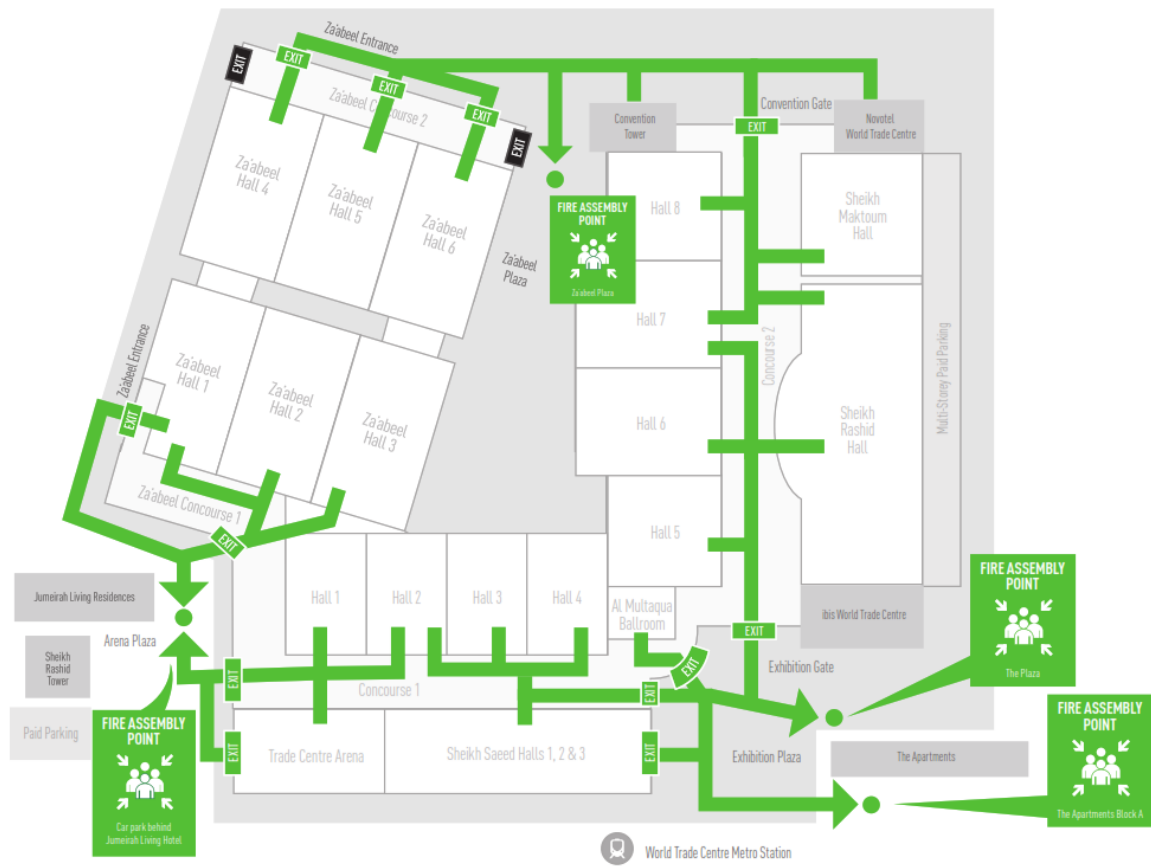 Za'abeel Entrance
EXIT
EXIT
EXIT
EXIT
EXIT
Za'abeel Concourse 2
Za'abeel
Hall 4
Za'abeel
Hall 5
Za'abeel
Hall 6
Za'abeel
Plaza
FIRE ASSEMBLY
POINT
Za'abeel Plaza
Convention
Tower
Convention Gate
EXIT
Novotel
World Trade Centre
Hall 8
Sheikh
Maktoum
Hall
Hall 7
Concourse 2
Hall 6
Sheikh
Rashid
Hall
Multi-Storey Paid Parking
Hall 5
Za'abeel Entrance
Za'abeel
Hall 1
Za'abeel
Hall 2
Za'abeel
Hall 3
EXIT
Za'abeel Concourse 1
EXIT
Jumeirah Living Residences
Arena Plaza
Sheikh
Rashid
Tower
Paid Parking
FIRE ASSEMBLY
POINT
Car park behind
Jumeirah Living Hotel
Hall 1
Hall 2
Hall 3
Hall 4
Al Multaqua
Ballroom
EXIT
EXIT
ibis World Trade Centre
Exhibition Gate
FIRE ASSEMBLY
POINT
The Plaza
EXIT
Concourse 1
EXIT
EXIT
Trade Centre Arena
Sheikh Saeed Halls 1, 2 & 3
EXIT
Exhibition Plaza
The Apartments
FIRE ASSEMBLY
POINT
The Apartments Block A
World Trade Centre Metro Station